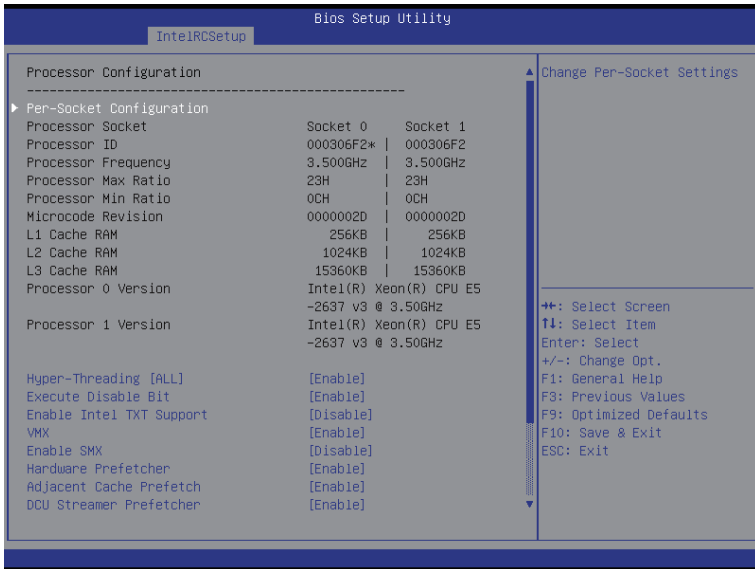 Bios Setup Utility
IntelRCSetup
Processor Configuration
--------------------------------------------------
Per-Socket Configuration
Processor Socket Socket 0 Socket 1
Processor ID 000306F2* | 000306F2
Processor Frequency 3.500GHz | 3.500GHz
Processor Max Ratio 23H | 23H
Processor Min Ratio 0CH | 0CH
Microcode Revision 0000002D | 0000002D
L1 Cache RAM 256KB | 256KB
L2 Cache RAM 1024KB | 1024KB
L3 Cache RAM 15360KB | 15360KB
Processor 0 Version Intel(R) Xeon(R) CPU E5
-2637 v3 @ 3.50GHz
Processor 1 Version Intel(R) Xeon(R) CPU E5
-2637 v3 @ 3.50GHz
Hyper-Threading [ALL] [Enable]
Execute Disable Bit [Enable]
Enable Intel TXT Support [Disable]
VMX [Enable]
Enable SMX [Disable]
Hardware Prefetcher [Enable]
Adjacent Cache Prefetch [Enable]
DCU Streamer Prefetcher [Enable]
Change Per-Socket Settings
→←: Select Screen
↑↓: Select Item
Enter: Select
+/-: Change Opt.
F1: General Help
F3: Previous Values
F9: Optimized Defaults
F10: Save & Exit
ESC: Exit